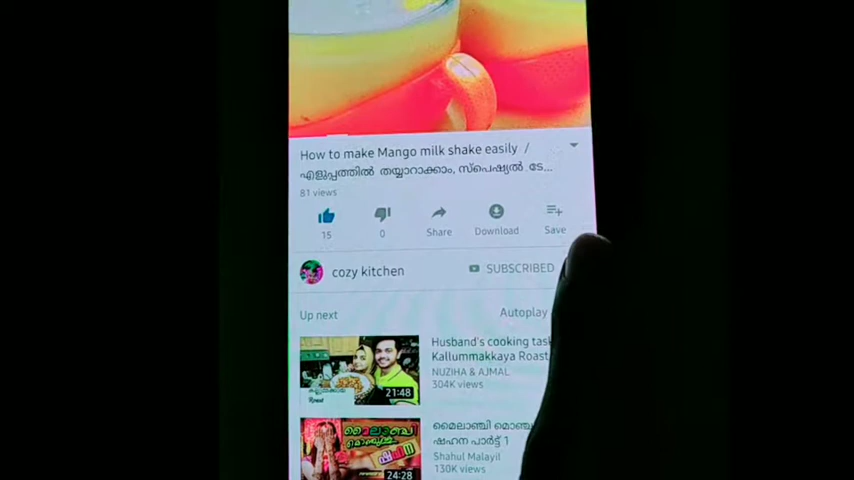 How to make Mango milk shake easily /
എളുപ്പത്തിൽ തയ്യാറാക്കാം, സ്പെഷ്യൽ ടേ...
81 views
15
0
Share
Download
Save
cozy kitchen
SUBSCRIBED
Up next
Autoplay
Husband's cooking task
Kallummakkaya Roast
NUZIHA & AJMAL
304K views
21:48
Roast
മൈലാഞ്ചി മൊഞ്ച
ഷഹന പാർട്ട് 1
Shahul Malayil
130K views
മൈലാഞ്ചി
24:28